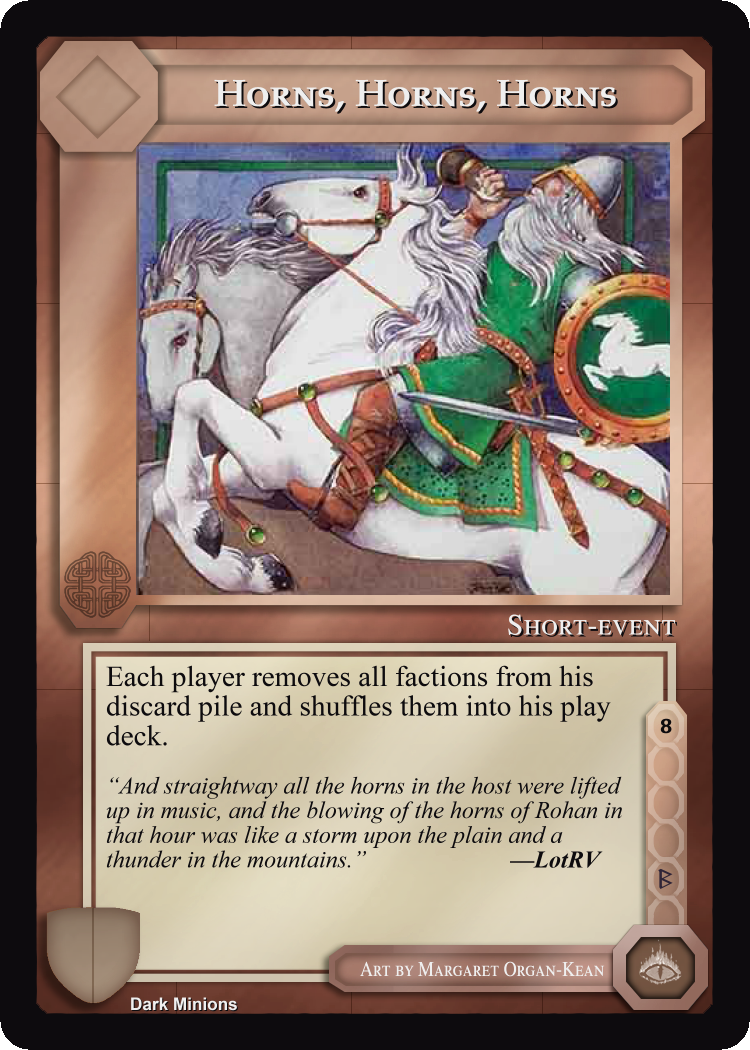 Horns, Horns, Horns
Short-event
Each player removes all factions from his
discard pile and shuffles them into his play
deck.
“And straightway all the horns in the host were lifted
up in music, and the blowing of the horns of Rohan in
that hour was like a storm upon the plain and a
thunder in the mountains.” —LotRV
8
Art by Margaret Organ-Kean
Dark Minions